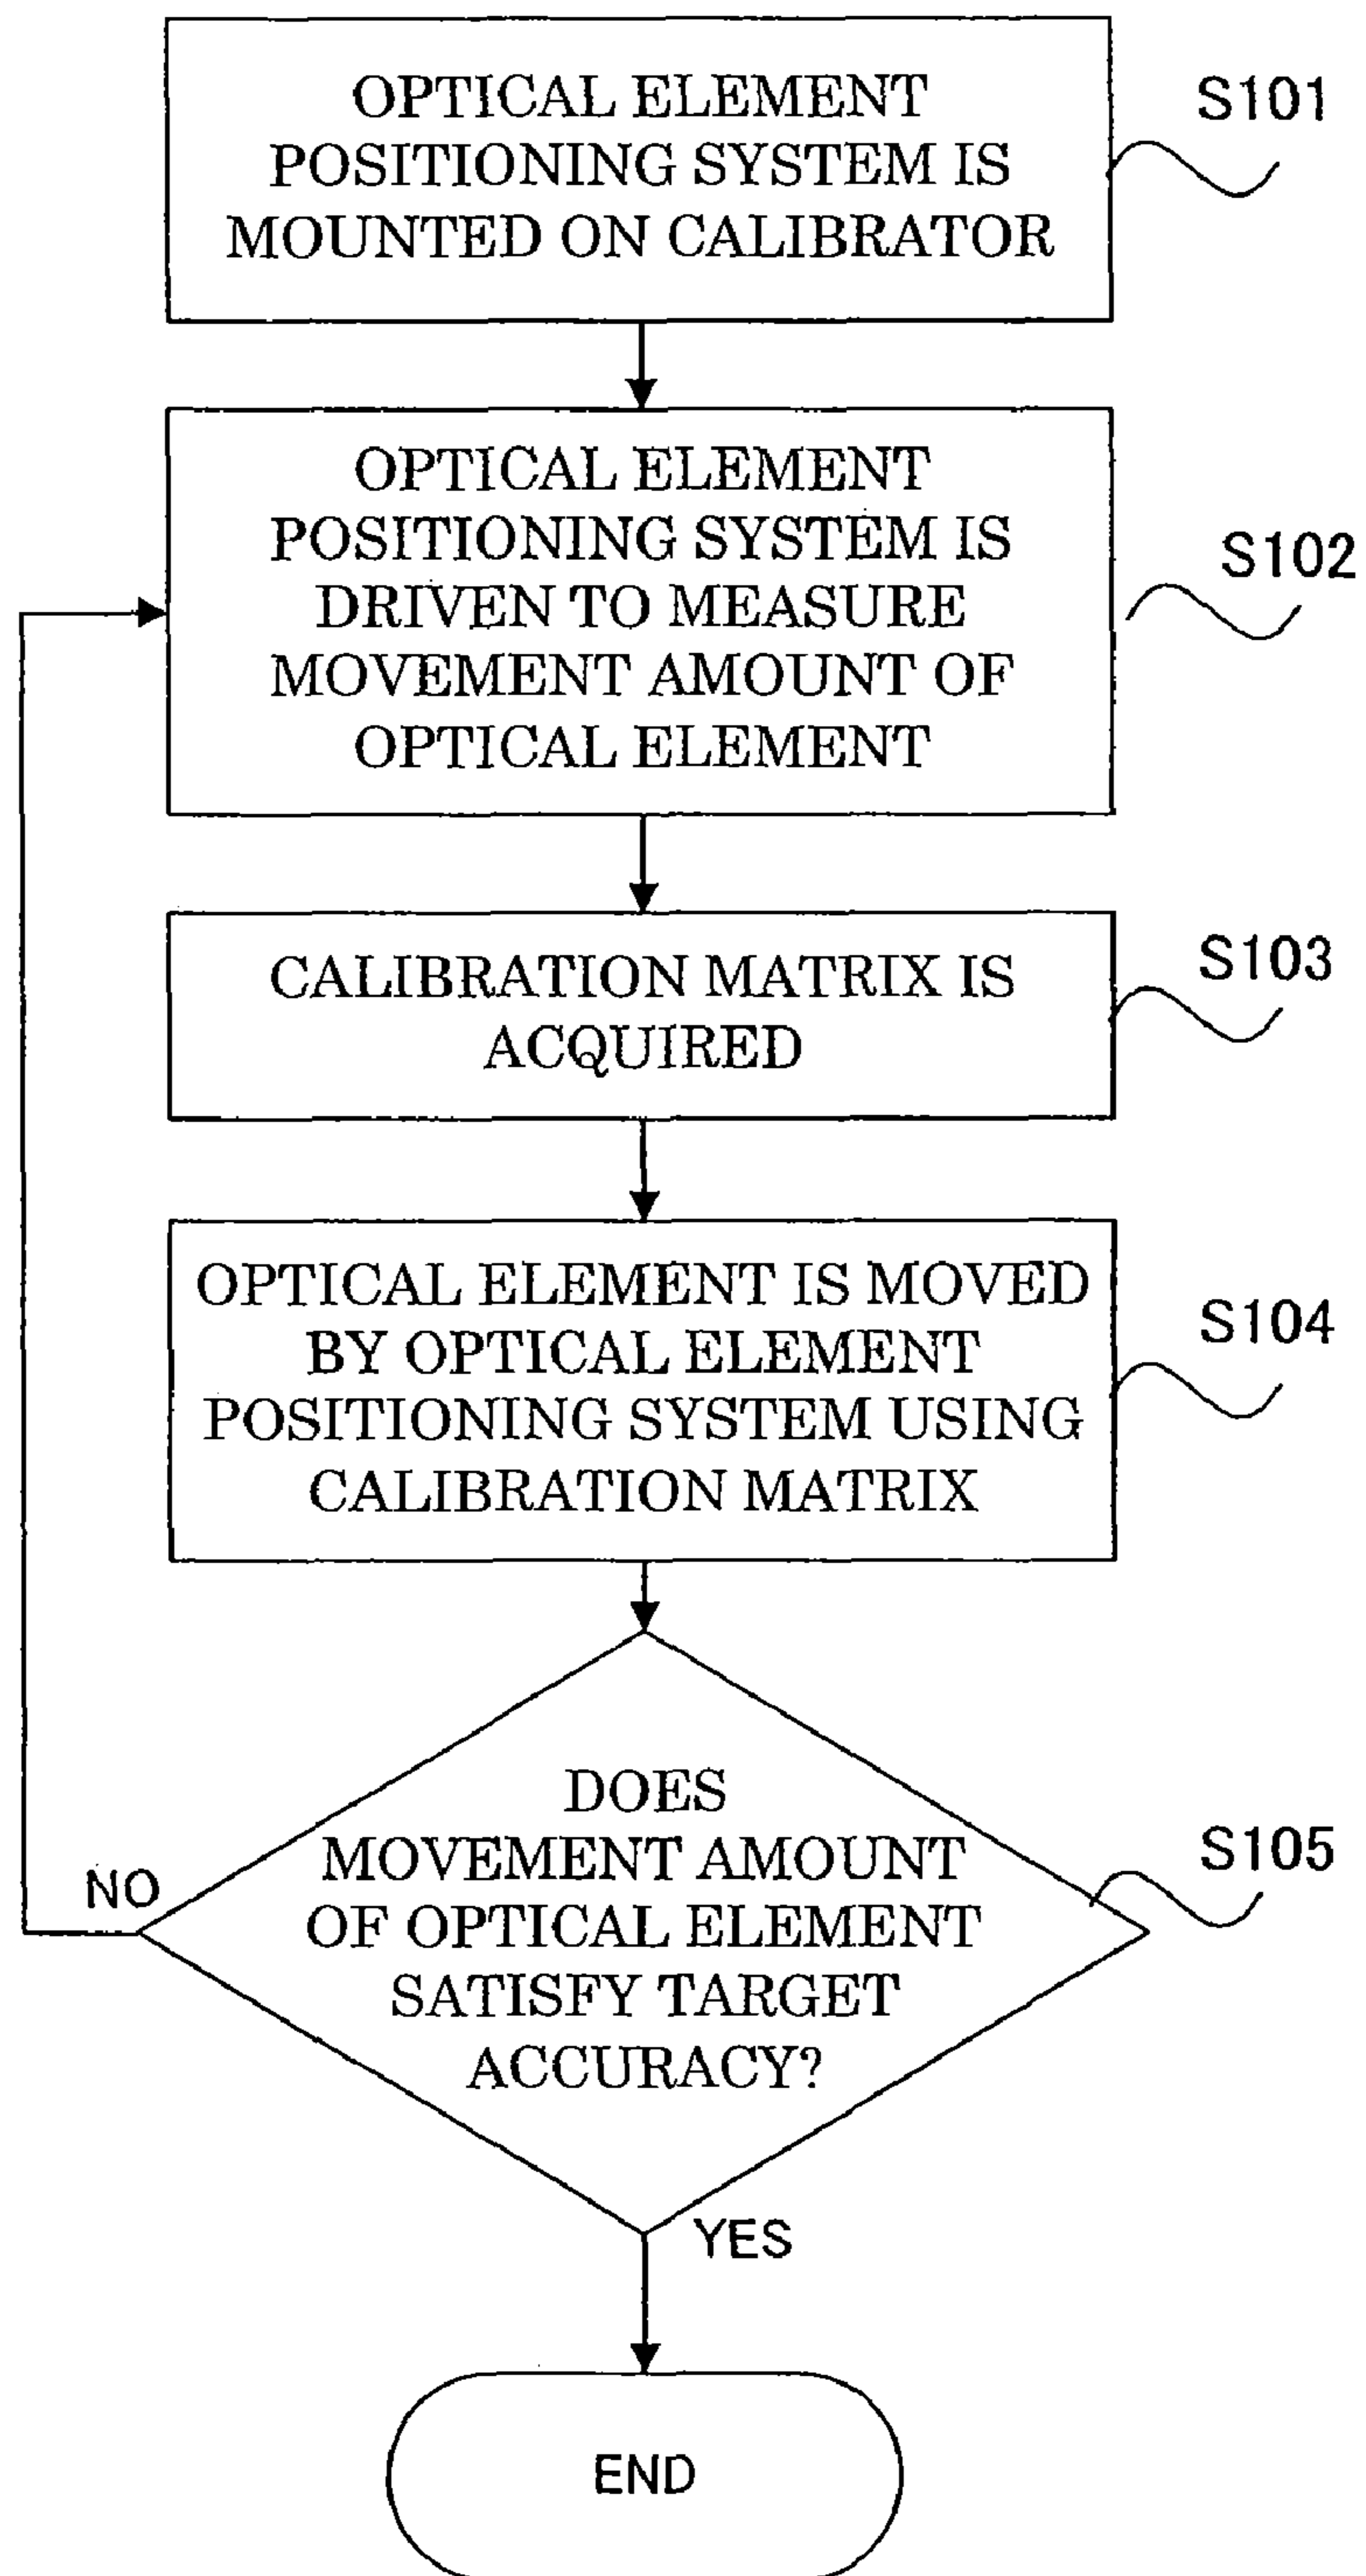 OPTICAL ELEMENT
POSITIONING SYSTEM IS
MOUNTED ON CALIBRATOR
S101
OPTICAL ELEMENT
POSITIONING SYSTEM IS
DRIVEN TO MEASURE
MOVEMENT AMOUNT OF
OPTICAL ELEMENT
S102
CALIBRATION MATRIX IS
ACQUIRED
S103
OPTICAL ELEMENT IS MOVED
BY OPTICAL ELEMENT
POSITIONING SYSTEM USING
CALIBRATION MATRIX
S104
DOES
MOVEMENT AMOUNT
OF OPTICAL ELEMENT
SATISFY TARGET
ACCURACY?
S105
NO
YES
END